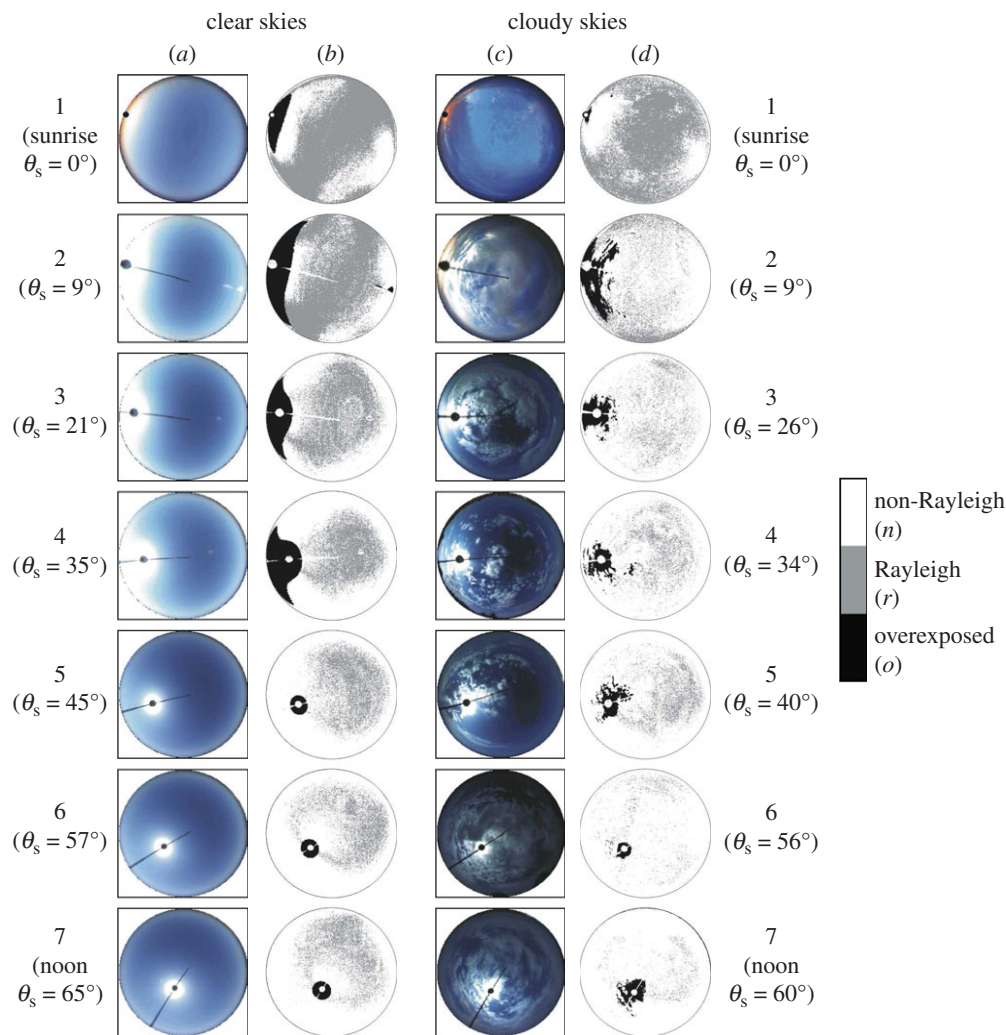 clear skies cloudy skies
(a) (b) (c) (d)
1
(sunrise
θs = 0°)
1
(sunrise
θs = 0°)
2
(θs = 9°)
2
(θs = 9°)
3
(θs = 21°)
3
(θs = 26°)
4
(θs = 35°)
4
(θs = 34°)
5
(θs = 45°)
5
(θs = 40°)
6
(θs = 57°)
6
(θs = 56°)
7
(noon
θs = 65°)
7
(noon
θs = 60°)
non-Rayleigh
(n)
Rayleigh
(r)
overexposed
(o)